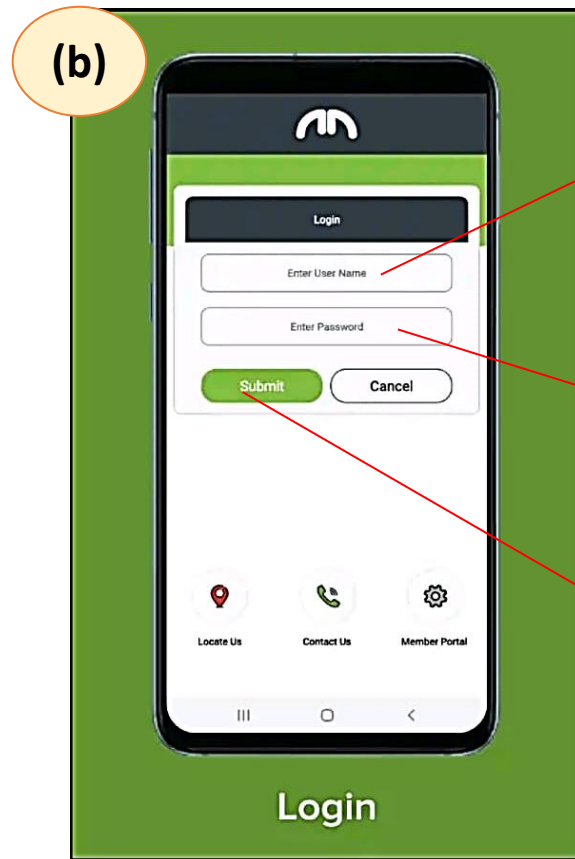 (b)
Login
Enter User Name
Enter Password
Submit Cancel
Locate Us Contact Us Member Portal
Login